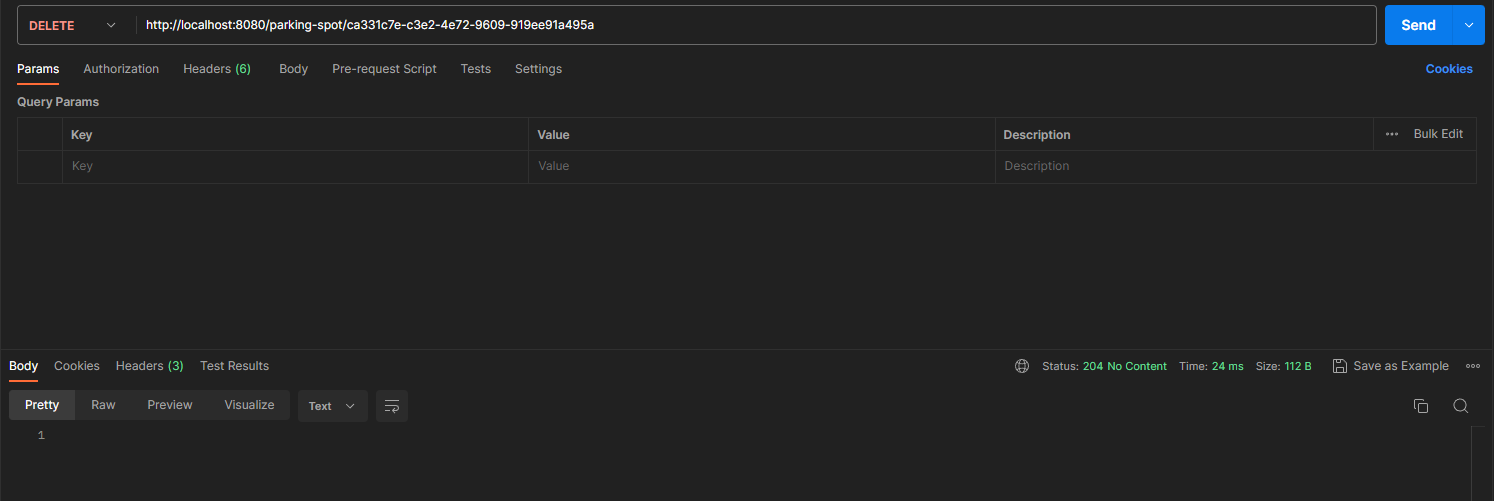 DELETE http://localhost:8080/parking-spot/ca331c7e-c3e2-4e72-9609-919ee91a495a Send
Params Authorization Headers (6) Body Pre-request Script Tests Settings Cookies
Query Params
Key Value Description ••• Bulk Edit
Key Value Description
Body Cookies Headers (3) Test Results Status: 204 No Content Time: 24 ms Size: 112 B Save as Example
Pretty Raw Preview Visualize Text
1